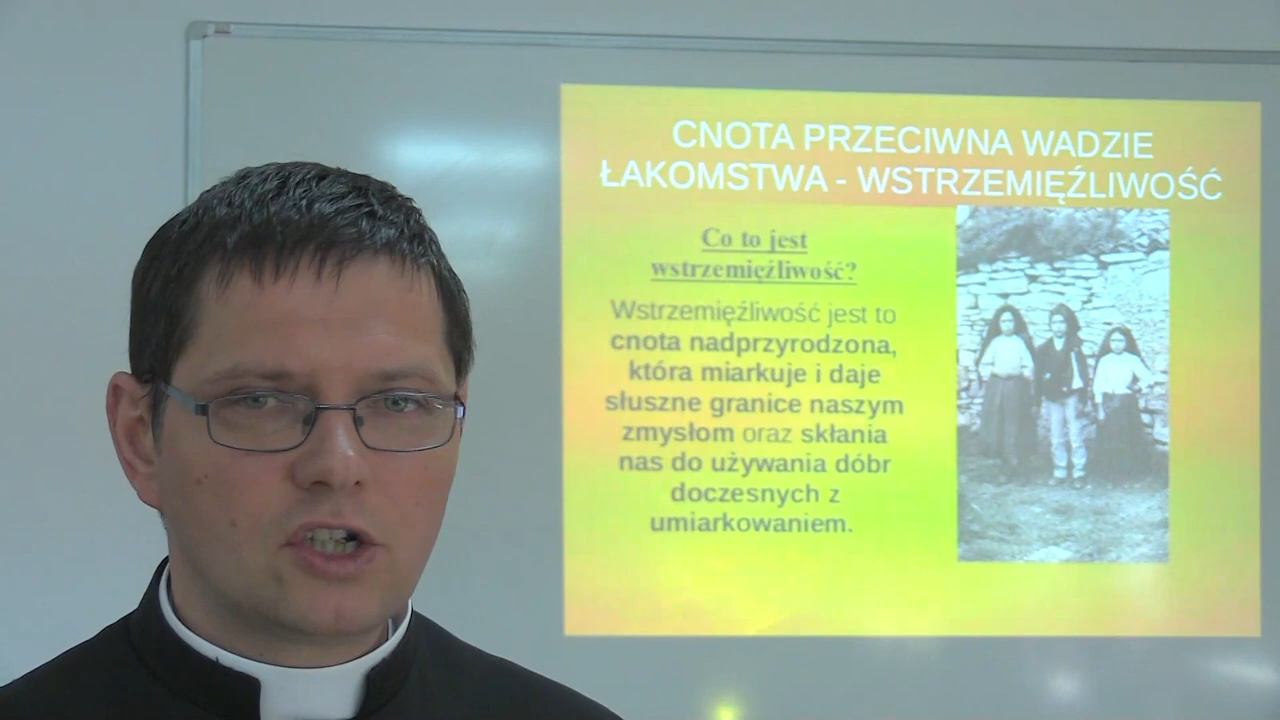 CNOTA PRZECIWNA WADZIE
ŁAKOMSTWA - WSTRZEMIĘŹLIWOŚĆ
Co to jest
wstrzemięźliwość?
Wstrzemięźliwość jest to
cnota nadprzyrodzona,
która miarkuje i daje
słuszne granice naszym
zmysłom oraz skłania
nas do używania dóbr
doczesnych z
umiarkowaniem.